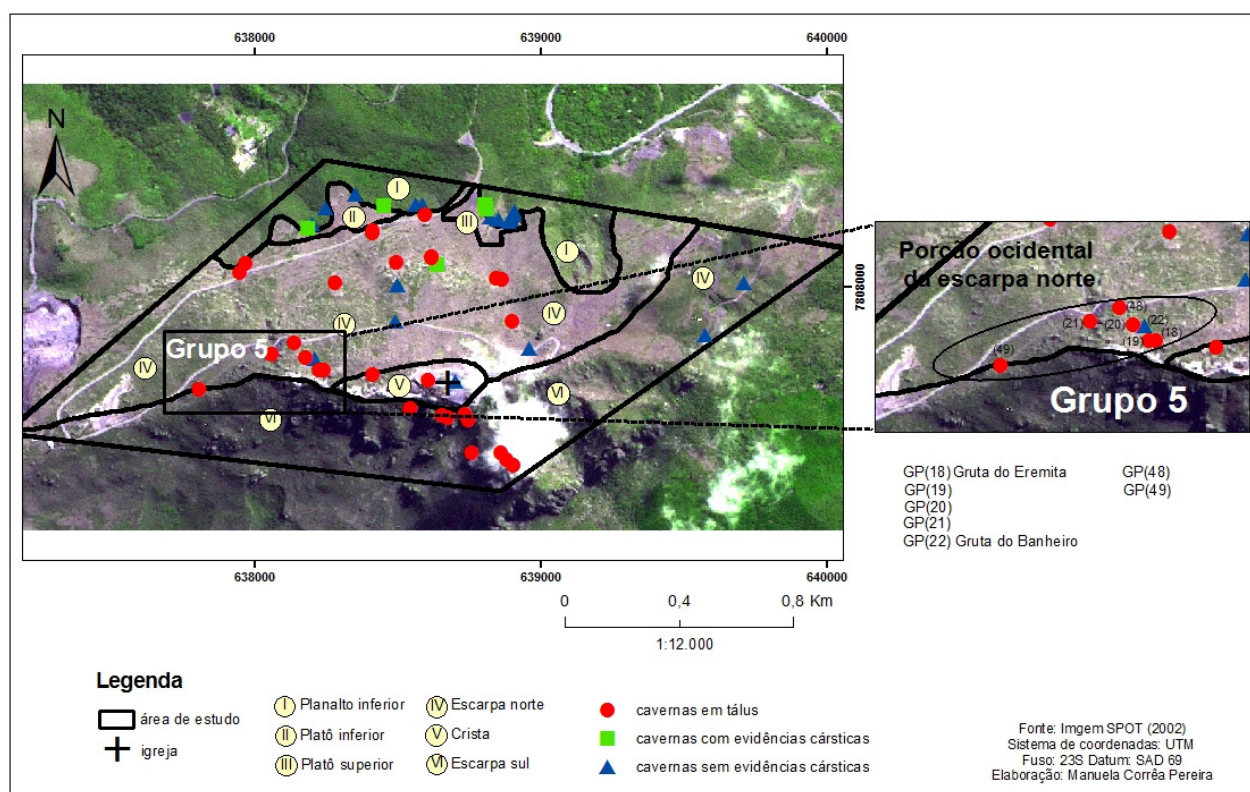 638000
639000
640000
N
I
II
III
I
IV
IV
IV
IV
V
VI
VI
7808000
7808000
Grupo 5
Porção ocidental
da escarpa norte
(48)
(21)
(20)
(22)
(18)
(19)
(49)
Grupo 5
GP(18) Gruta do Eremita
GP(19)
GP(20)
GP(21)
GP(22) Gruta do Banheiro
GP(48)
GP(49)
638000
639000
640000
0 0,4 0,8 Km
1:12.000
Legenda
área de estudo
igreja
I Planalto inferior
II Platô inferior
III Platô superior
IV Escarpa norte
V Crista
VI Escarpa sul
cavernas em tálus
cavernas com evidências cársticas
cavernas sem evidências cársticas
Fonte: Imgem SPOT (2002)
Sistema de coordenadas: UTM
Fuso: 23S Datum: SAD 69
Elaboração: Manuela Corrêa Pereira